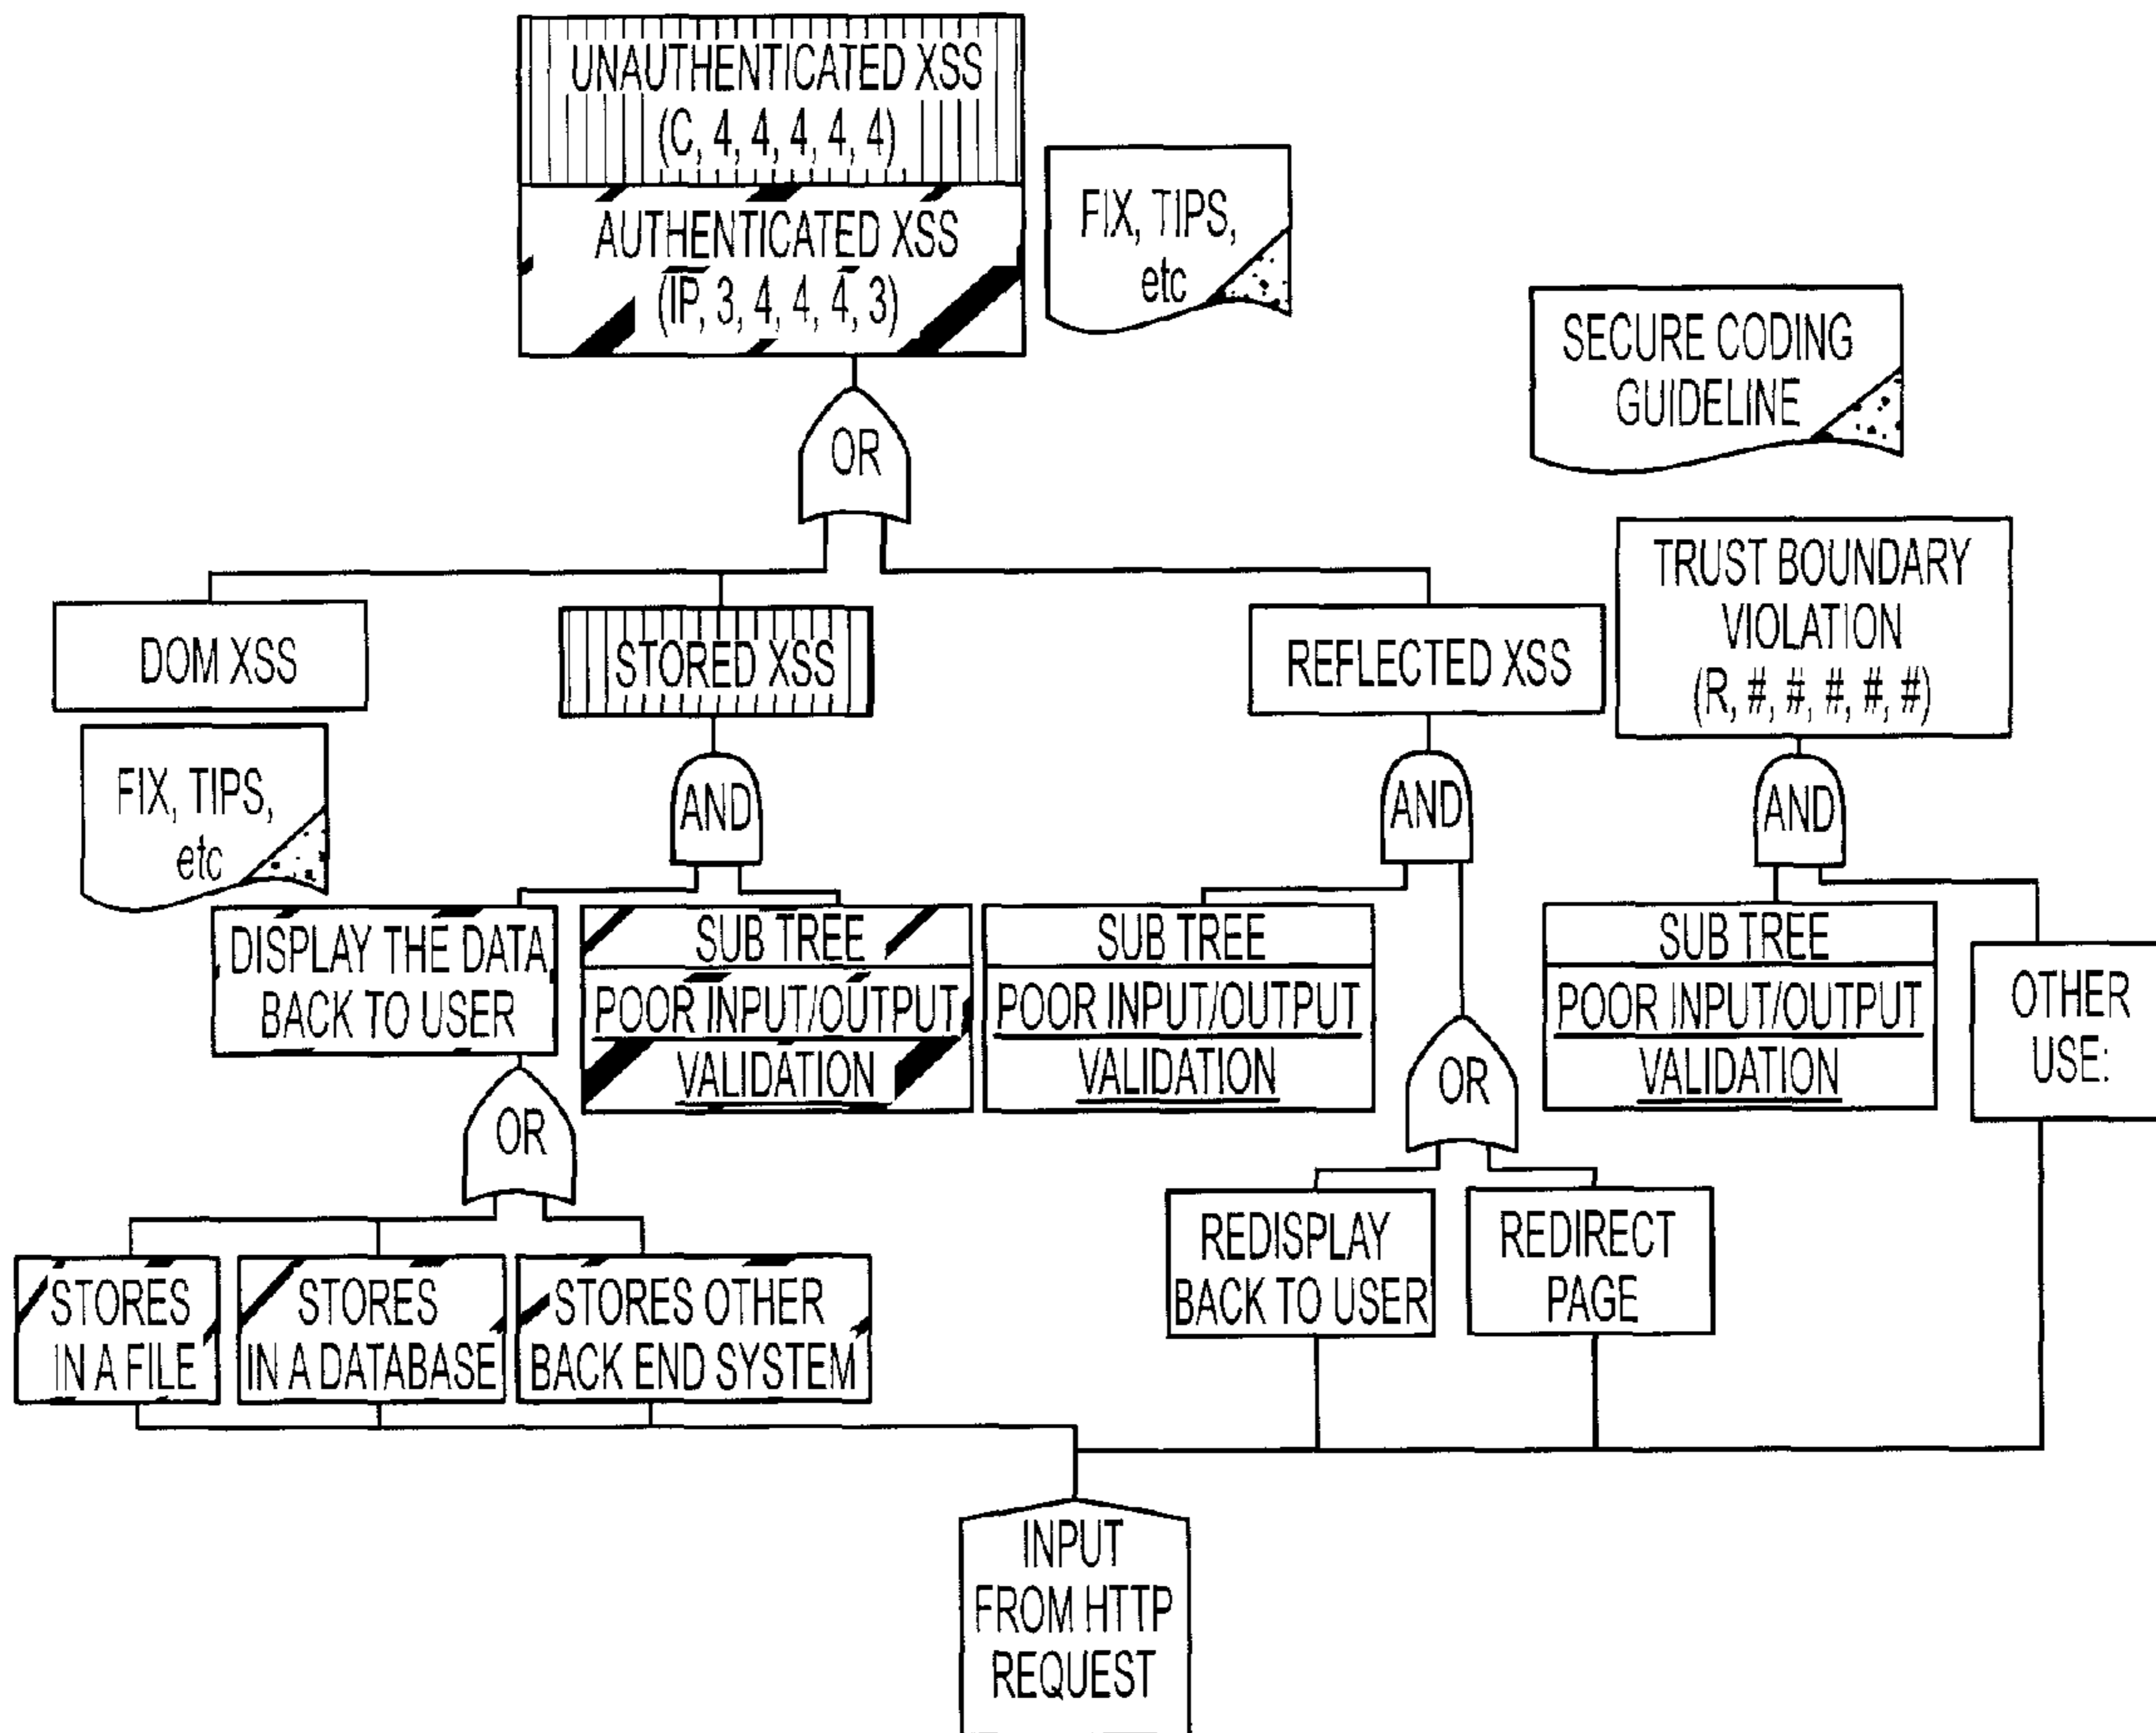 UNAUTHENTICATED XSS
(C, 4, 4, 4, 4, 4)
AUTHENTICATED XSS
(IP, 3, 4, 4, 4, 3)
FIX, TIPS,
etc
SECURE CODING
GUIDELINE
OR
DOM XSS
STORED XSS
REFLECTED XSS
TRUST BOUNDARY
VIOLATION
(R, #, #, #, #, #)
FIX, TIPS,
etc
AND
AND
AND
DISPLAY THE DATA
BACK TO USER
SUB TREE
POOR INPUT/OUTPUT
VALIDATION
SUB TREE
POOR INPUT/OUTPUT
VALIDATION
OR
SUB TREE
POOR INPUT/OUTPUT
VALIDATION
OTHER
USE:
OR
STORES
IN A FILE
STORES
IN A DATABASE
STORES OTHER
BACK END SYSTEM
REDISPLAY
BACK TO USER
REDIRECT
PAGE
INPUT
FROM HTTP
REQUEST